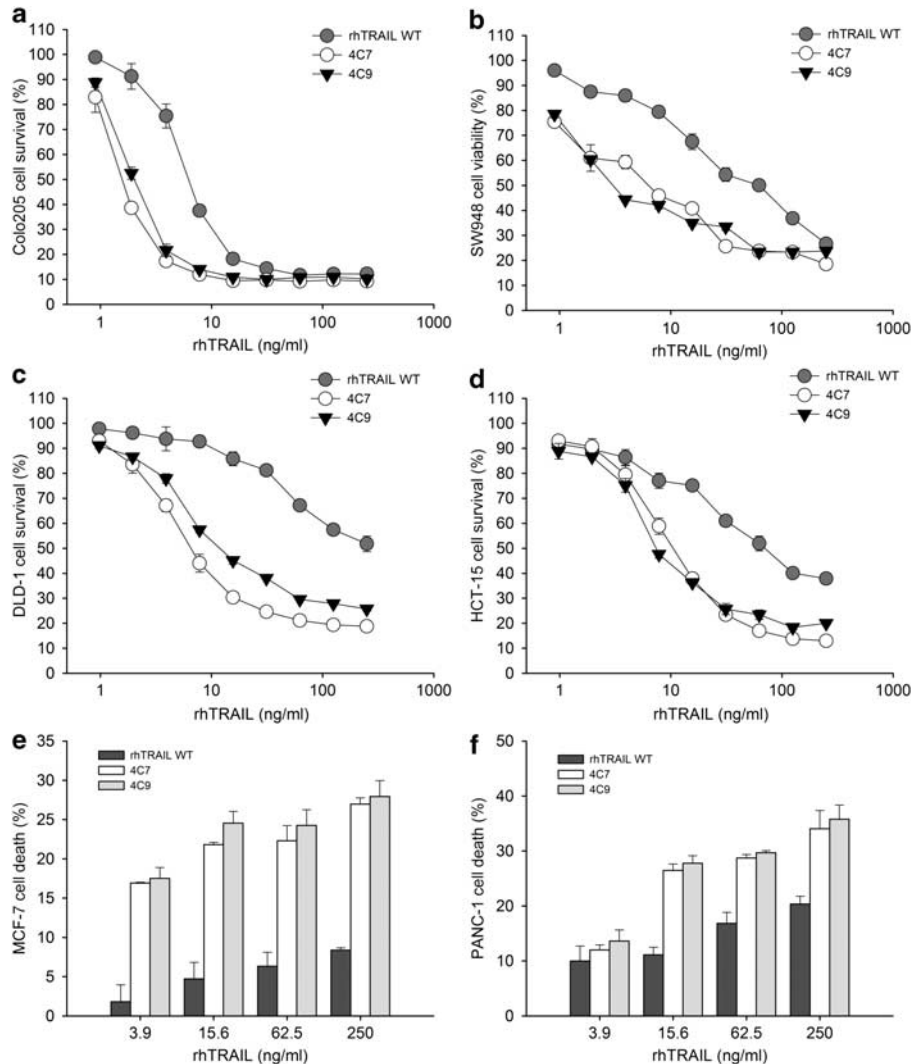 a
rhTRAIL WT
4C7
4C9
Colo205 cell survival (%)
110
100
90
80
70
60
50
40
30
20
10
0
1 10 100 1000
rhTRAIL (ng/ml)
b
rhTRAIL WT
4C7
4C9
SW948 cell viability (%)
110
100
90
80
70
60
50
40
30
20
10
0
1 10 100 1000
rhTRAIL (ng/ml)
c
rhTRAIL WT
4C7
4C9
DLD-1 cell survival (%)
110
100
90
80
70
60
50
40
30
20
10
0
1 10 100 1000
rhTRAIL (ng/ml)
d
rhTRAIL WT
4C7
4C9
HCT-15 cell survival (%)
110
100
90
80
70
60
50
40
30
20
10
0
1 10 100 1000
rhTRAIL (ng/ml)
e
rhTRAIL WT
4C7
4C9
MCF-7 cell death (%)
35
30
25
20
15
10
5
0
3.9 15.6 62.5 250
rhTRAIL (ng/ml)
f
rhTRAIL WT
4C7
4C9
PANC-1 cell death (%)
50
40
30
20
10
0
3.9 15.6 62.5 250
rhTRAIL (ng/ml)